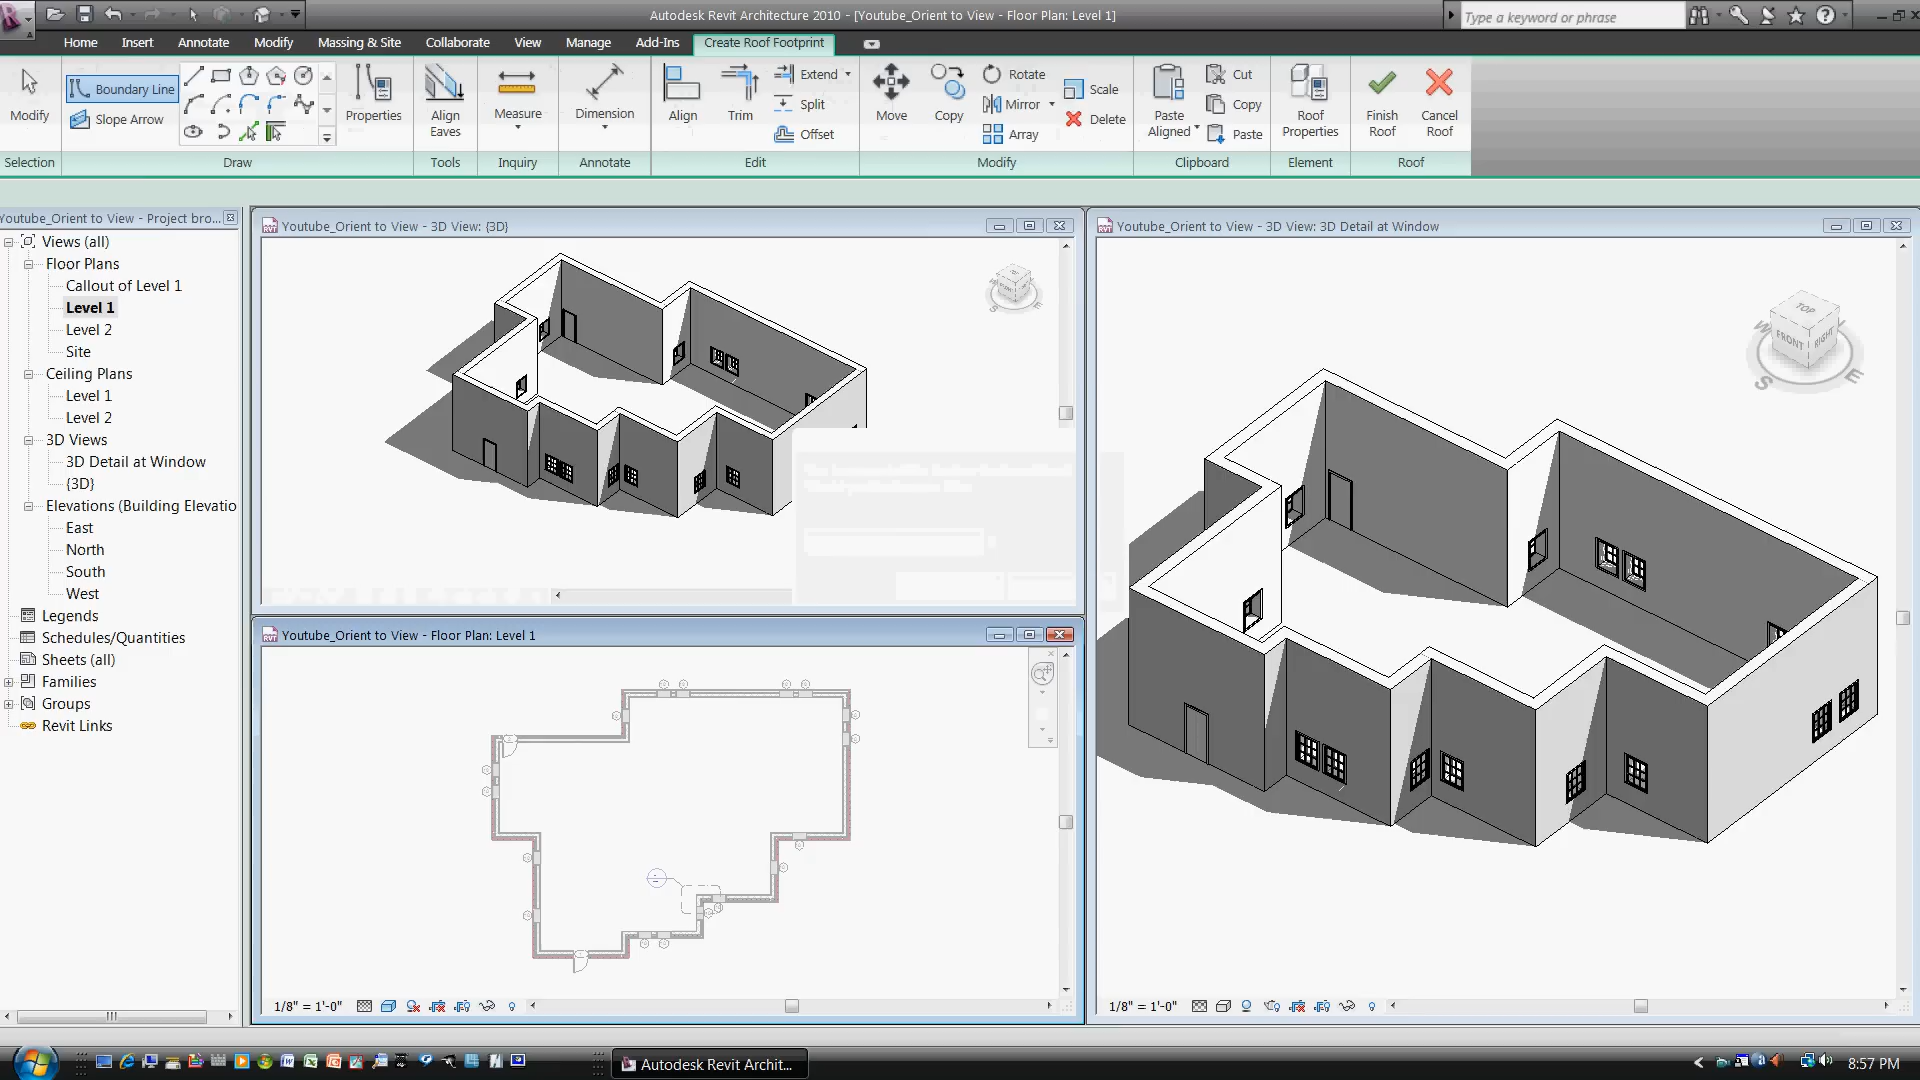 Autodesk Revit Architecture 2010 - [Youtube_Orient to View - Floor Plan: Level 1]
Type a keyword or phrase
Home Insert Annotate Modify Massing & Site Collaborate View Manage Add-Ins Create Roof Footprint
Modify
Boundary Line
Slope Arrow
Properties
Align Eaves
Measure
Dimension
Align
Trim
Extend
Split
Offset
Move
Copy
Rotate
Mirror
Array
Scale
Delete
Paste Aligned
Cut
Copy
Paste
Roof Properties
Finish Roof
Cancel Roof
Selection Draw Tools Inquiry Annotate Edit Modify Clipboard Element Roof
Youtube_Orient to View - Project bro...
Views (all)
Floor Plans
Callout of Level 1
Level 1
Level 2
Site
Ceiling Plans
Level 1
Level 2
3D Views
3D Detail at Window
{3D}
Elevations (Building Elevatio
East
North
South
West
Legends
Schedules/Quantities
Sheets (all)
Families
Groups
Revit Links
Youtube_Orient to View - 3D View: {3D}
S E
Youtube_Orient to View - Floor Plan: Level 1
1/8" = 1'-0"
Youtube_Orient to View - 3D View: 3D Detail at Window
TOP
W
FRONT RIGHT
S E
1/8" = 1'-0"
Autodesk Revit Archit...
8:57 PM